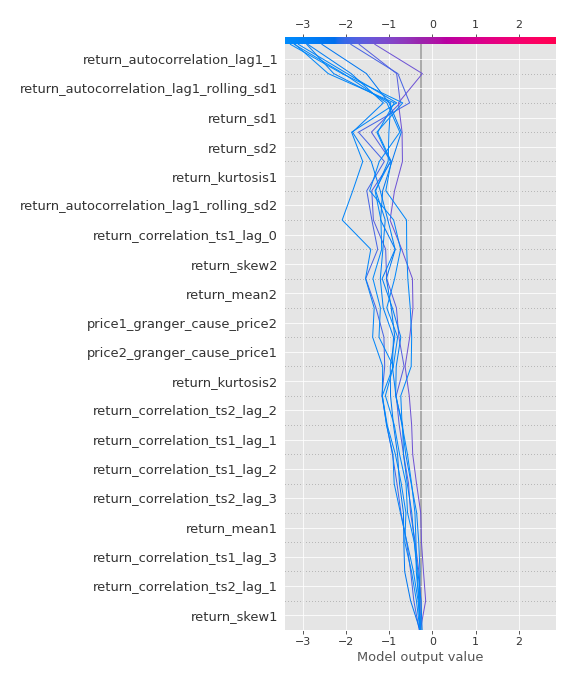 −3 −2 −1 0 1 2
return_autocorrelation_lag1_1
return_autocorrelation_lag1_rolling_sd1
return_sd1
return_sd2
return_kurtosis1
return_autocorrelation_lag1_rolling_sd2
return_correlation_ts1_lag_0
return_skew2
return_mean2
price1_granger_cause_price2
price2_granger_cause_price1
return_kurtosis2
return_correlation_ts2_lag_2
return_correlation_ts1_lag_1
return_correlation_ts1_lag_2
return_correlation_ts2_lag_3
return_mean1
return_correlation_ts1_lag_3
return_correlation_ts2_lag_1
return_skew1
−3 −2 −1 0 1 2
Model output value